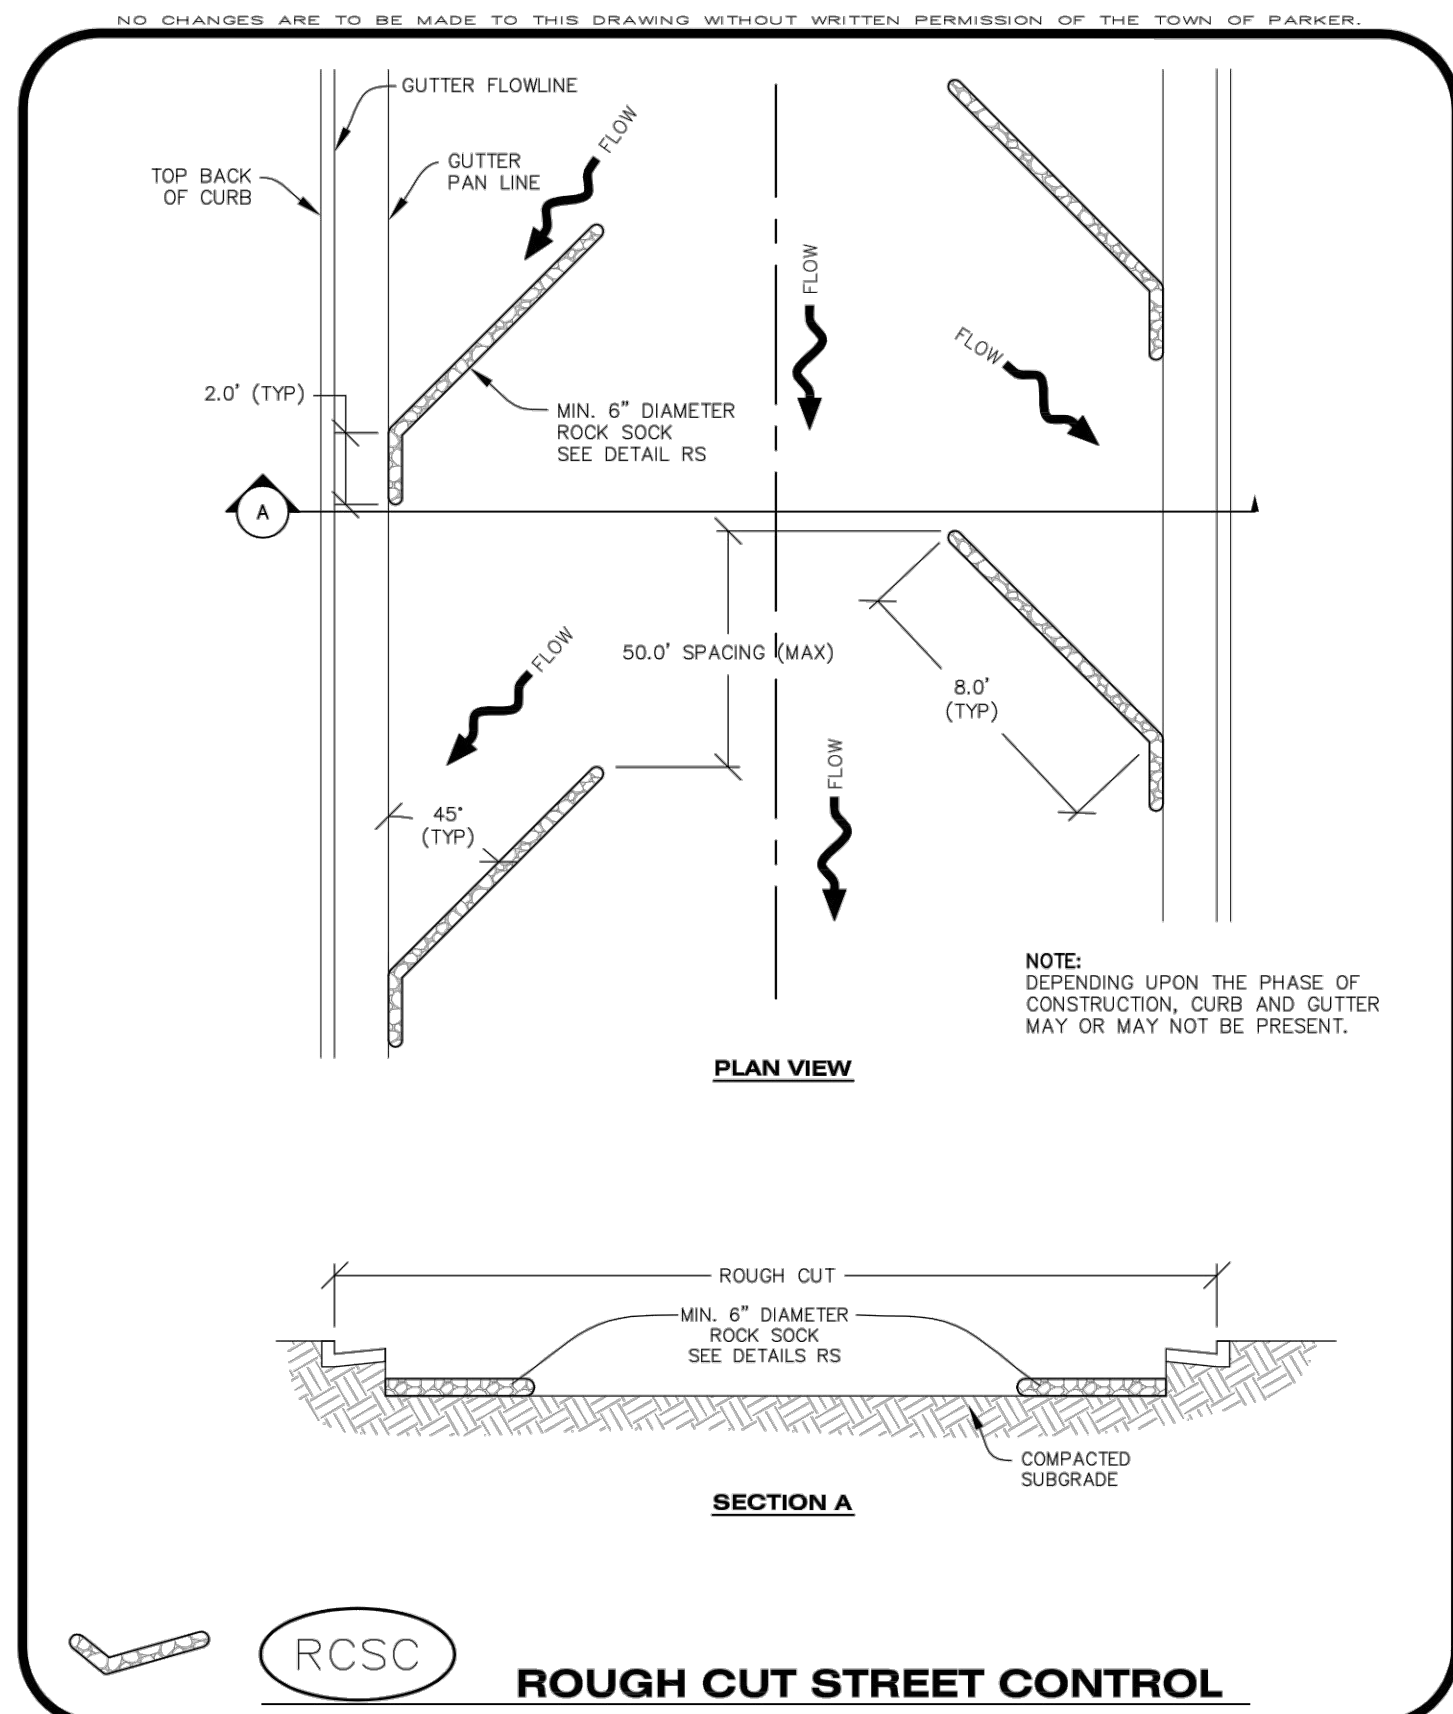 NO CHANGES ARE TO BE MADE TO THIS DRAWING WITHOUT WRITTEN PERMISSION OF THE TOWN OF PARKER.
GUTTER FLOWLINE
FLOW
GUTTER
PAN LINE
TOP BACK
OF CURB
FLOW
FLOW
2.0' (TYP)
MIN. 6" DIAMETER
ROCK SOCK
SEE DETAIL RS
A
FLOW
50.0' SPACING (MAX)
8.0'
(TYP)
FLOW
45°
(TYP)
NOTE:
DEPENDING UPON THE PHASE OF
CONSTRUCTION, CURB AND GUTTER
MAY OR MAY NOT BE PRESENT.
PLAN VIEW
ROUGH CUT
MIN. 6" DIAMETER
ROCK SOCK
SEE DETAILS RS
COMPACTED
SUBGRADE
SECTION A
RCSC
ROUGH CUT STREET CONTROL